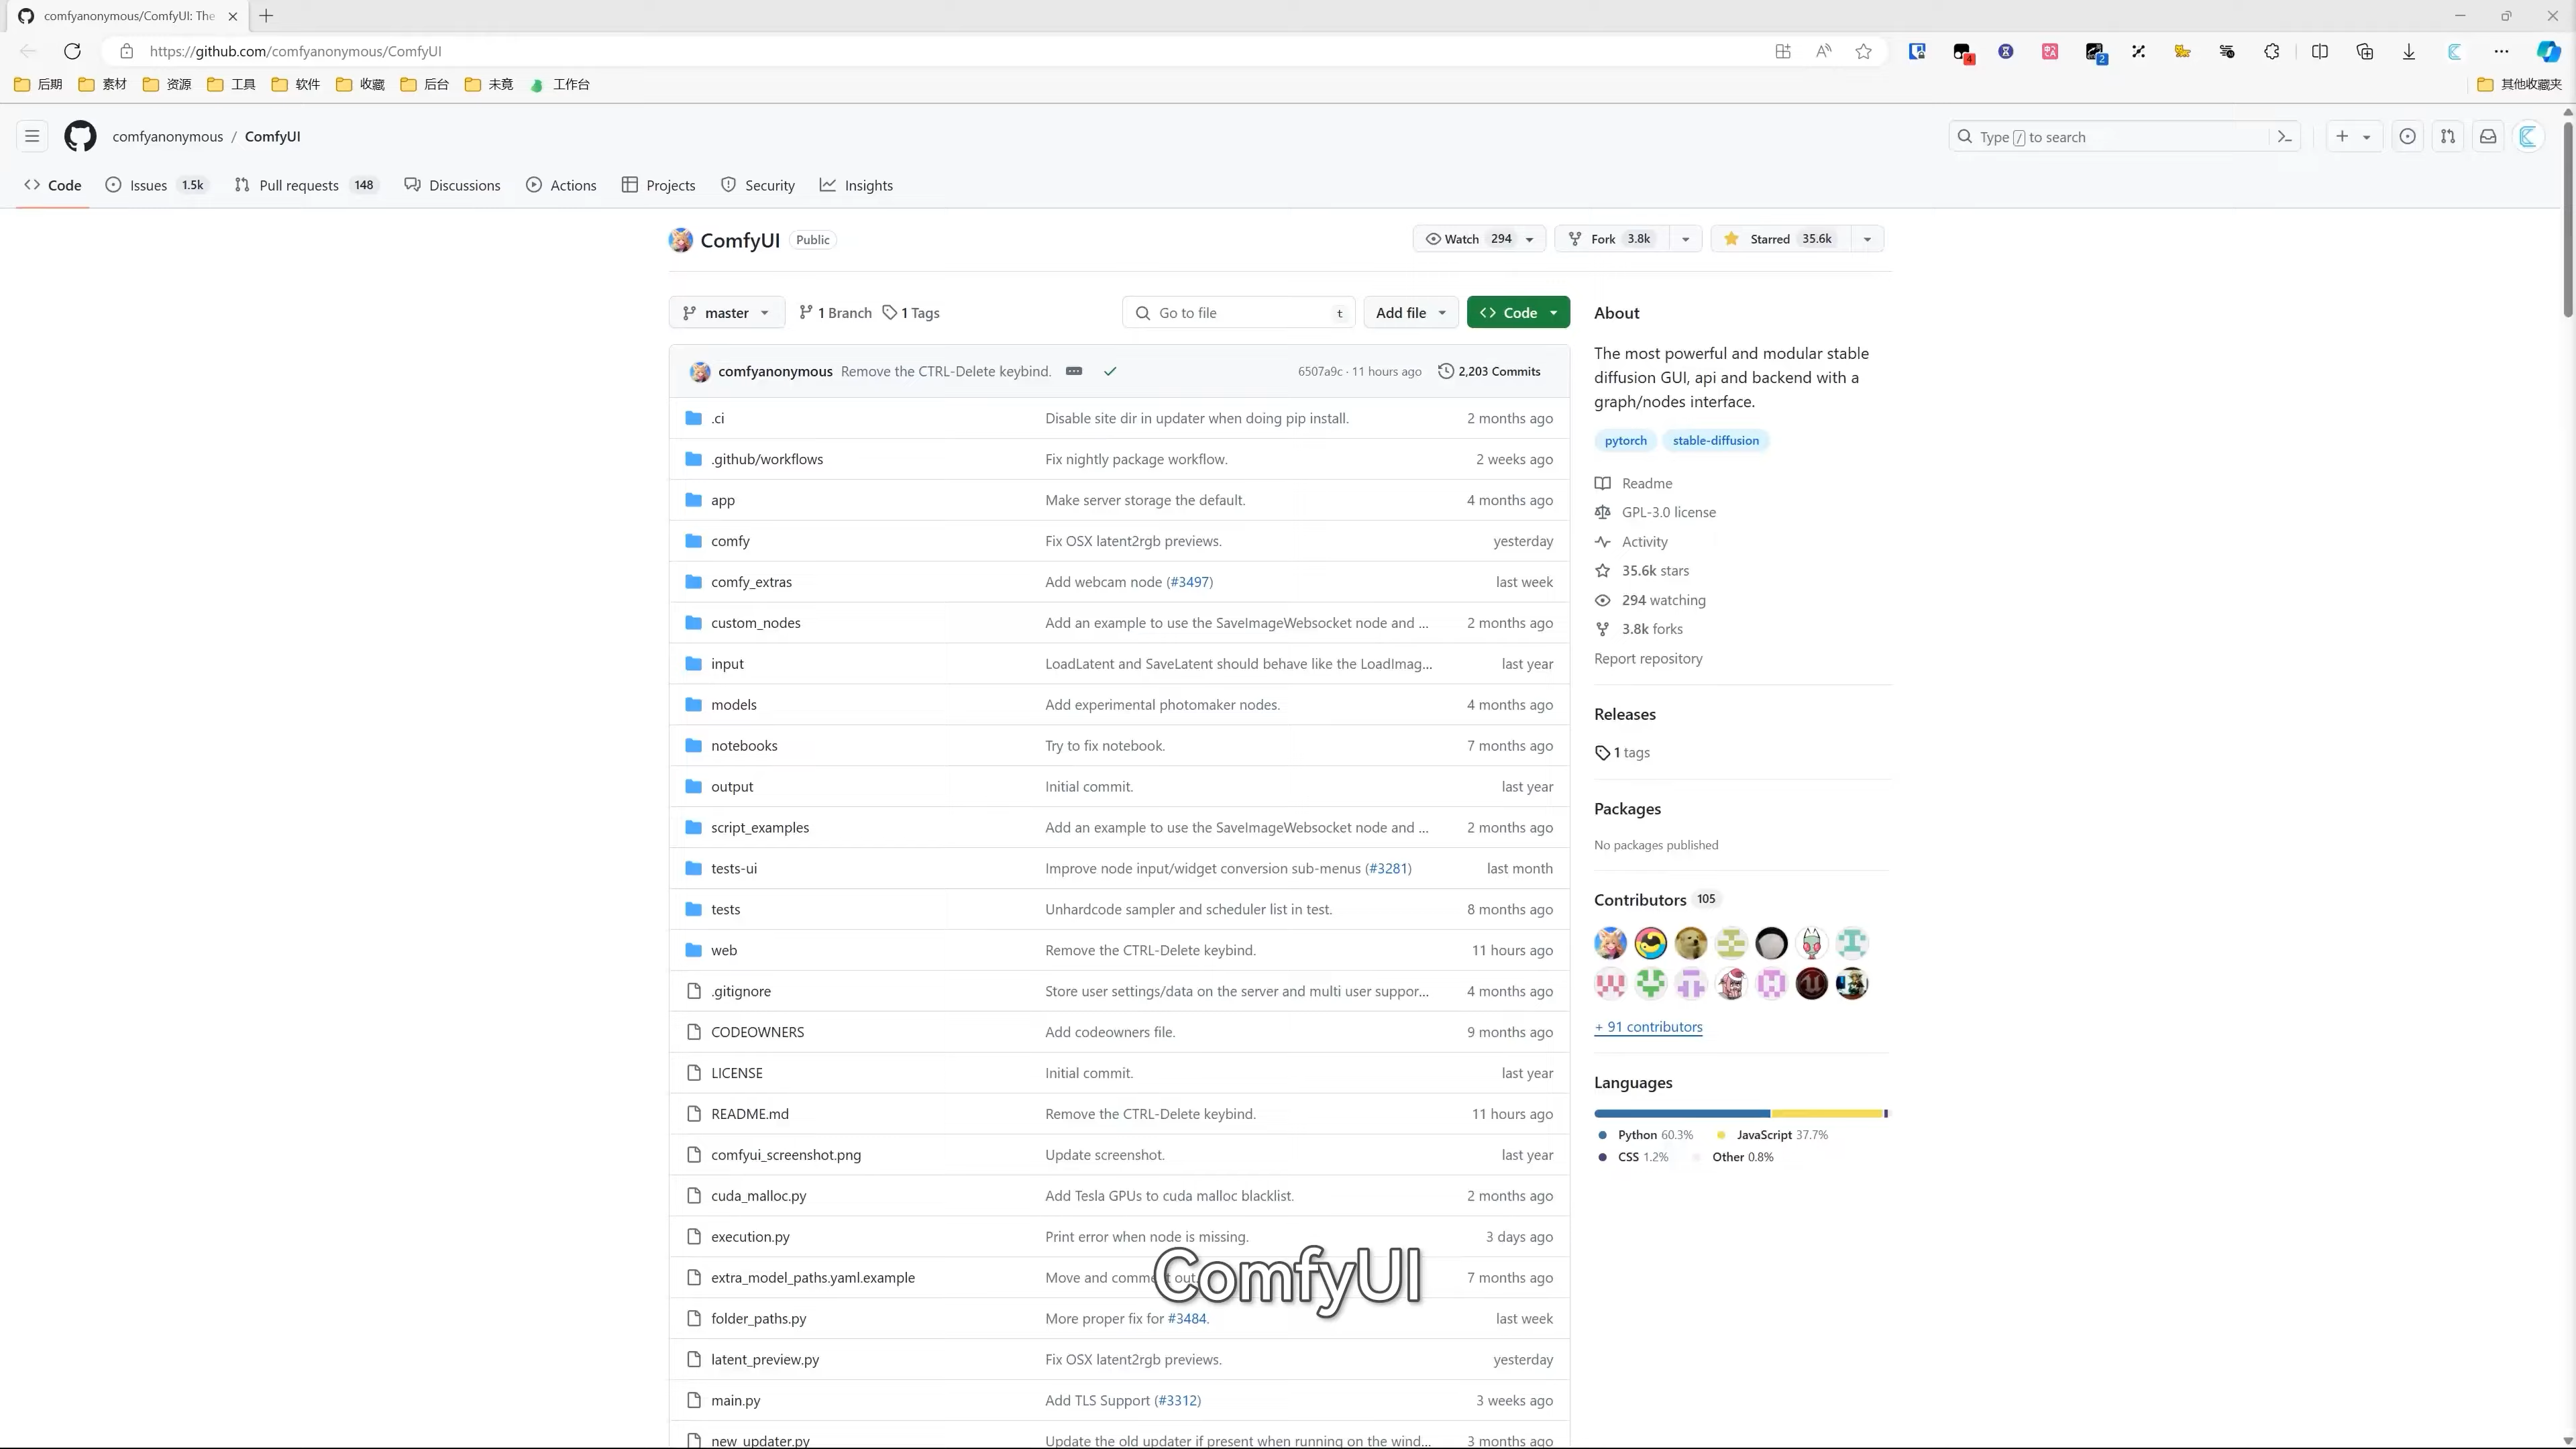 comfyanonymous/ComfyUI: The
https://github.com/comfyanonymous/ComfyUI
4
2
后期 素材 资源 工具 软件 收藏 后台 未竟 工作台 其他收藏夹
comfyanonymous / ComfyUI
Type / to search
Code Issues 1.5k Pull requests 148 Discussions Actions Projects Security Insights
ComfyUI Public
Watch 294 Fork 3.8k Starred 35.6k
master 1 Branch 1 Tags Go to file t Add file Code
comfyanonymous Remove the CTRL-Delete keybind. 6507a9c · 11 hours ago 2,203 Commits
.ci Disable site dir in updater when doing pip install. 2 months ago
.github/workflows Fix nightly package workflow. 2 weeks ago
app Make server storage the default. 4 months ago
comfy Fix OSX latent2rgb previews. yesterday
comfy_extras Add webcam node (#3497) last week
custom_nodes Add an example to use the SaveImageWebsocket node and ... 2 months ago
input LoadLatent and SaveLatent should behave like the LoadImag... last year
models Add experimental photomaker nodes. 4 months ago
notebooks Try to fix notebook. 7 months ago
output Initial commit. last year
script_examples Add an example to use the SaveImageWebsocket node and ... 2 months ago
tests-ui Improve node input/widget conversion sub-menus (#3281) last month
tests Unhardcode sampler and scheduler list in test. 8 months ago
web Remove the CTRL-Delete keybind. 11 hours ago
.gitignore Store user settings/data on the server and multi user suppor... 4 months ago
CODEOWNERS Add codeowners file. 9 months ago
LICENSE Initial commit. last year
README.md Remove the CTRL-Delete keybind. 11 hours ago
comfyui_screenshot.png Update screenshot. last year
cuda_malloc.py Add Tesla GPUs to cuda malloc blacklist. 2 months ago
execution.py Print error when node is missing. 3 days ago
extra_model_paths.yaml.example Move and comment out 7 months ago
folder_paths.py More proper fix for #3484. last week
latent_preview.py Fix OSX latent2rgb previews. yesterday
main.py Add TLS Support (#3312) 3 weeks ago
new_updater.py Update the old updater if present when running on the wind... 3 months ago
About
The most powerful and modular stable
diffusion GUI, api and backend with a
graph/nodes interface.
pytorch stable-diffusion
Readme
GPL-3.0 license
Activity
35.6k stars
294 watching
3.8k forks
Report repository
Releases
1 tags
Packages
No packages published
Contributors 105
+ 91 contributors
Languages
Python 60.3% JavaScript 37.7%
CSS 1.2% Other 0.8%
ComfyUI